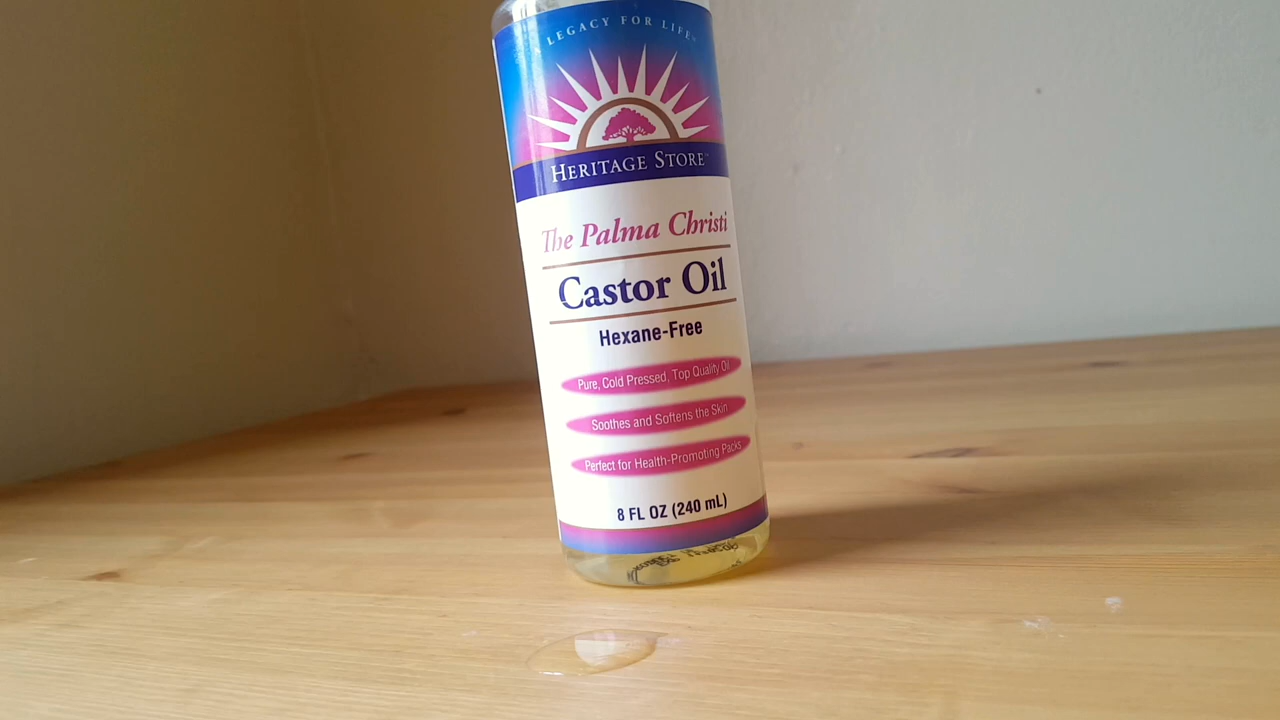 A LEGACY FOR LIFE
HERITAGE STORE™
The Palma Christi
Castor Oil
Hexane-Free
Pure, Cold Pressed, Top Quality Oil
Soothes and Softens the Skin
Perfect for Health-Promoting Packs
8 FL OZ (240 mL)